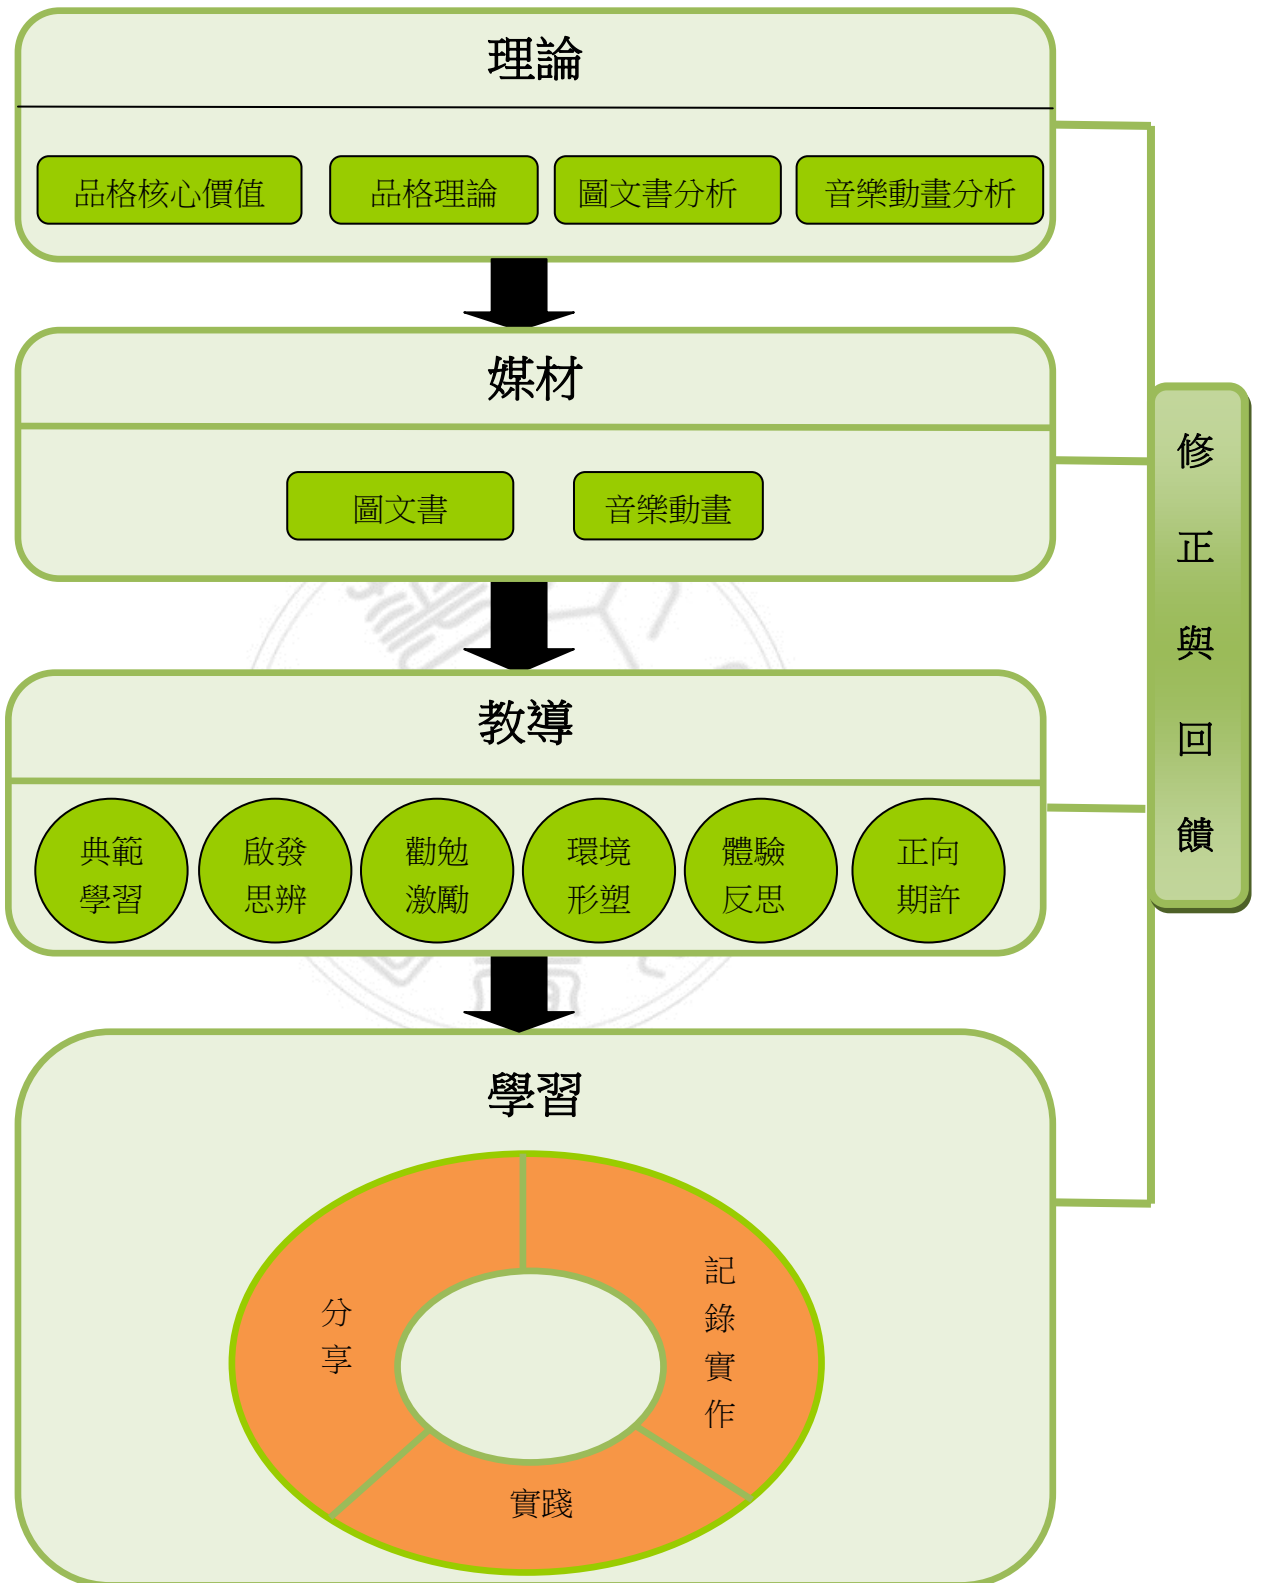 理論
品格核心價值
品格理論
圖文書分析
音樂動畫分析
媒材
圖文書
音樂動畫
教導
典範
學習
啟發
思辨
勸勉
激勵
環境
形塑
體驗
反思
正向
期許
學習
分
享
記
錄
實
作
實踐
修
正
與
回
饋